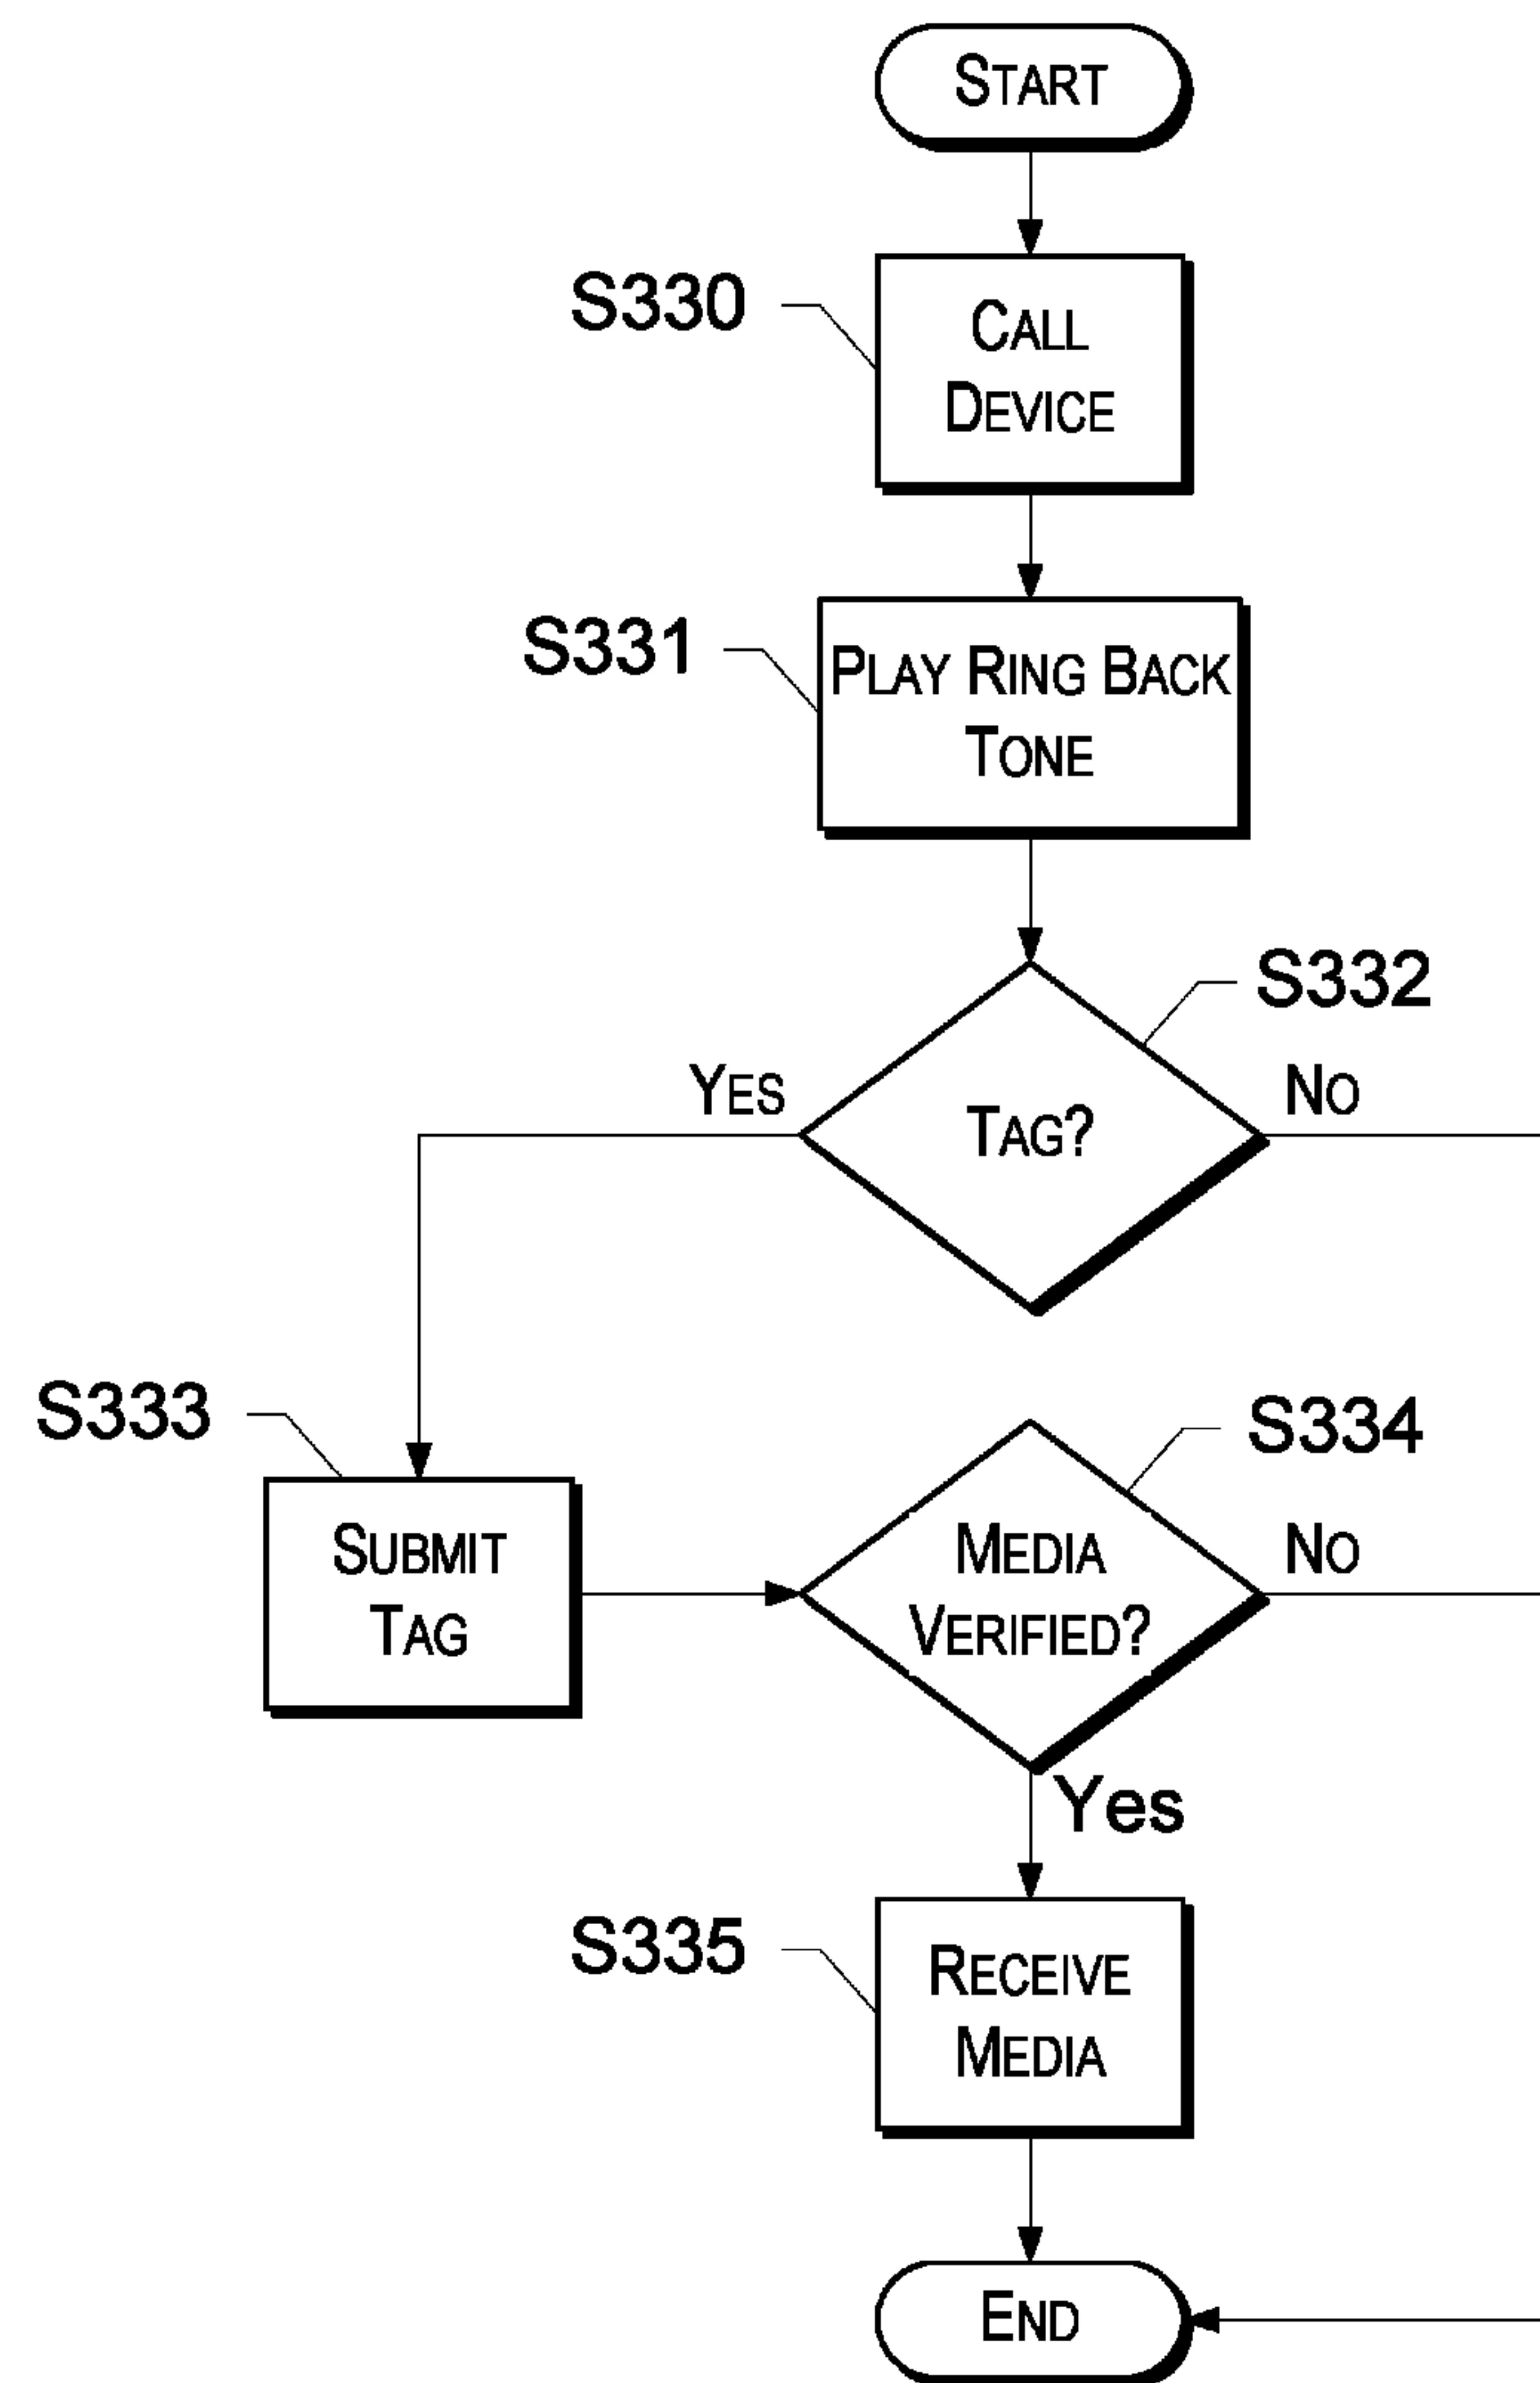 START
S330
CALL
DEVICE
S331
PLAY RING BACK
TONE
S332
YES
TAG?
NO
S333
SUBMIT
TAG
S334
MEDIA
VERIFIED?
NO
Yes
S335
RECEIVE
MEDIA
END